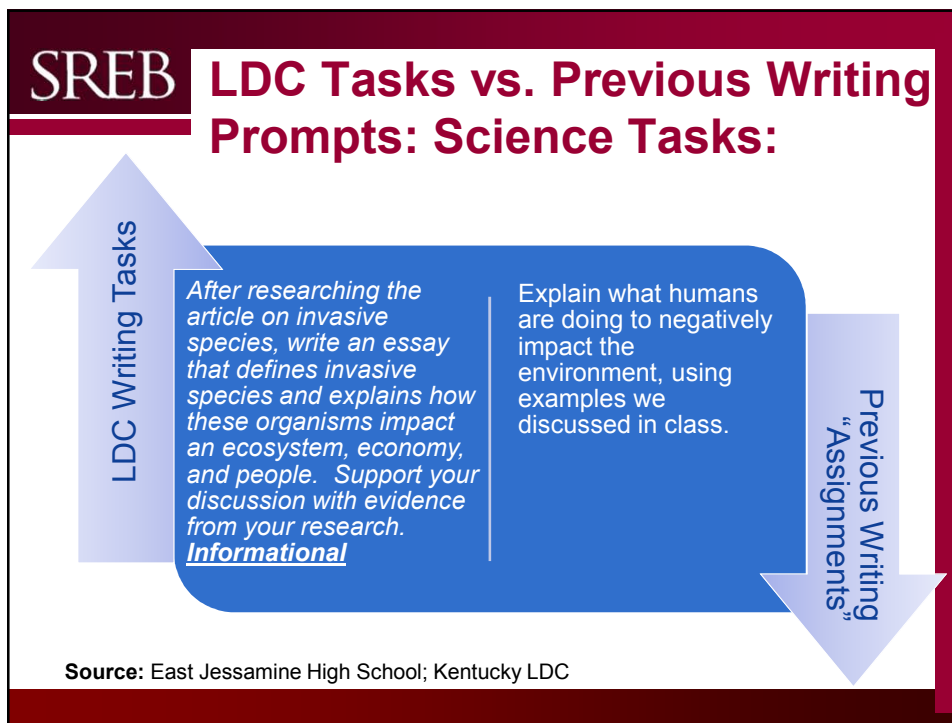 SREB
LDC Tasks vs. Previous Writing
Prompts: Science Tasks:
LDC Writing Tasks
After researching the
article on invasive
species, write an essay
that defines invasive
species and explains how
these organisms impact
an ecosystem, economy,
and people.  Support your
discussion with evidence
from your research.
Informational
Explain what humans
are doing to negatively
impact the
environment, using
examples we
discussed in class.
Previous Writing
“Assignments”
Source: East Jessamine High School; Kentucky LDC